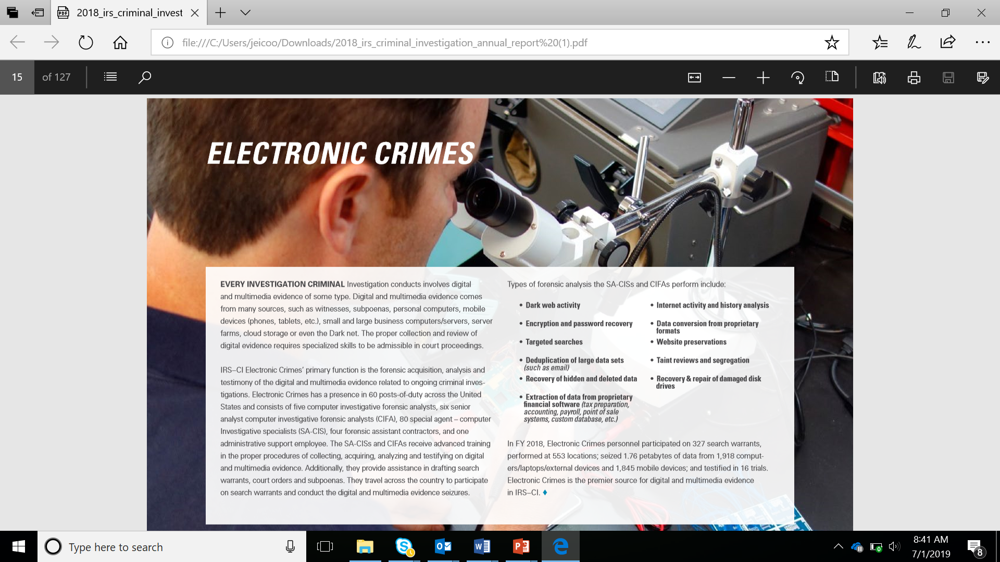 2018_irs_criminal_invest
file:///C:/Users/jeicoo/Downloads/2018_irs_criminal_investigation_annual_report%20(1).pdf
15 of 127
ELECTRONIC CRIMES
EVERY INVESTIGATION CRIMINAL Investigation conducts involves digital
and multimedia evidence of some type. Digital and multimedia evidence comes
from many sources, such as witnesses, subpoenas, personal computers, mobile
devices (phones, tablets, etc.), small and large business computers/servers, server
farms, cloud storage or even the Dark net. The proper collection and review of
digital evidence requires specialized skills to be admissible in court proceedings.
IRS–CI Electronic Crimes' primary function is the forensic acquisition, analysis and
testimony of the digital and multimedia evidence related to ongoing criminal inves-
tigations. Electronic Crimes has a presence in 60 posts-of-duty across the United
States and consists of five computer investigative forensic analysts, six senior
analyst computer investigative forensic analysts (CIFA), 80 special agent – computer
Investigative specialists (SA-CIS), four forensic assistant contractors, and one
administrative support employee. The SA-CISs and CIFAs receive advanced training
in the proper procedures of collecting, acquiring, analyzing and testifying on digital
and multimedia evidence. Additionally, they provide assistance in drafting search
warrants, court orders and subpoenas. They travel across the country to participate
on search warrants and conduct the digital and multimedia evidence seizures.
Types of forensic analysis the SA-CISs and CIFAs perform include:
• Dark web activity
• Encryption and password recovery
• Targeted searches
• Deduplication of large data sets
(such as email)
• Recovery of hidden and deleted data
• Extraction of data from proprietary
financial software (tax preparation,
accounting, payroll, point of sale
systems, custom database, etc.)
• Internet activity and history analysis
• Data conversion from proprietary
formats
• Website preservations
• Taint reviews and segregation
• Recovery & repair of damaged disk
drives
In FY 2018, Electronic Crimes personnel participated on 327 search warrants,
performed at 553 locations; seized 1.76 petabytes of data from 1,918 comput-
ers/laptops/external devices and 1,845 mobile devices; and testified in 16 trials.
Electronic Crimes is the premier source for digital and multimedia evidence
in IRS–CI.
Type here to search
8:41 AM
7/1/2019
8